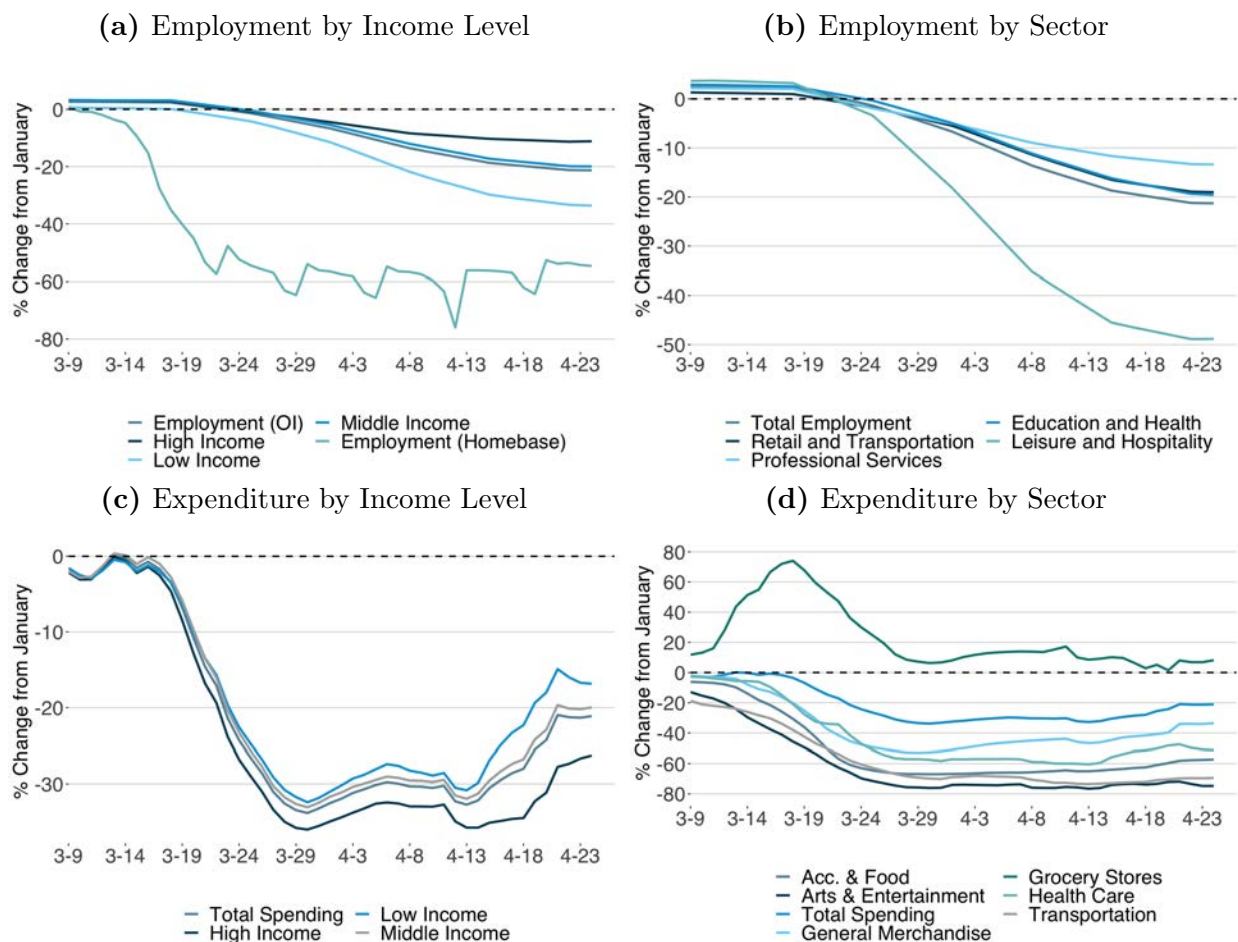 (a) Employment by Income Level
% Change from January
0
-20
-40
-60
-80
3-9 3-14 3-19 3-24 3-29 4-3 4-8 4-13 4-18 4-23
Employment (OI) Middle Income
High Income Employment (Homebase)
Low Income
(b) Employment by Sector
% Change from January
0
-10
-20
-30
-40
-50
3-9 3-14 3-19 3-24 3-29 4-3 4-8 4-13 4-18 4-23
Total Employment Education and Health
Retail and Transportation Leisure and Hospitality
Professional Services
(c) Expenditure by Income Level
% Change from January
0
-10
-20
-30
3-9 3-14 3-19 3-24 3-29 4-3 4-8 4-13 4-18 4-23
Total Spending Low Income
High Income Middle Income
(d) Expenditure by Sector
% Change from January
80
60
40
20
0
-20
-40
-60
-80
3-9 3-14 3-19 3-24 3-29 4-3 4-8 4-13 4-18 4-23
Acc. & Food Grocery Stores
Arts & Entertainment Health Care
Total Spending Transportation
General Merchandise